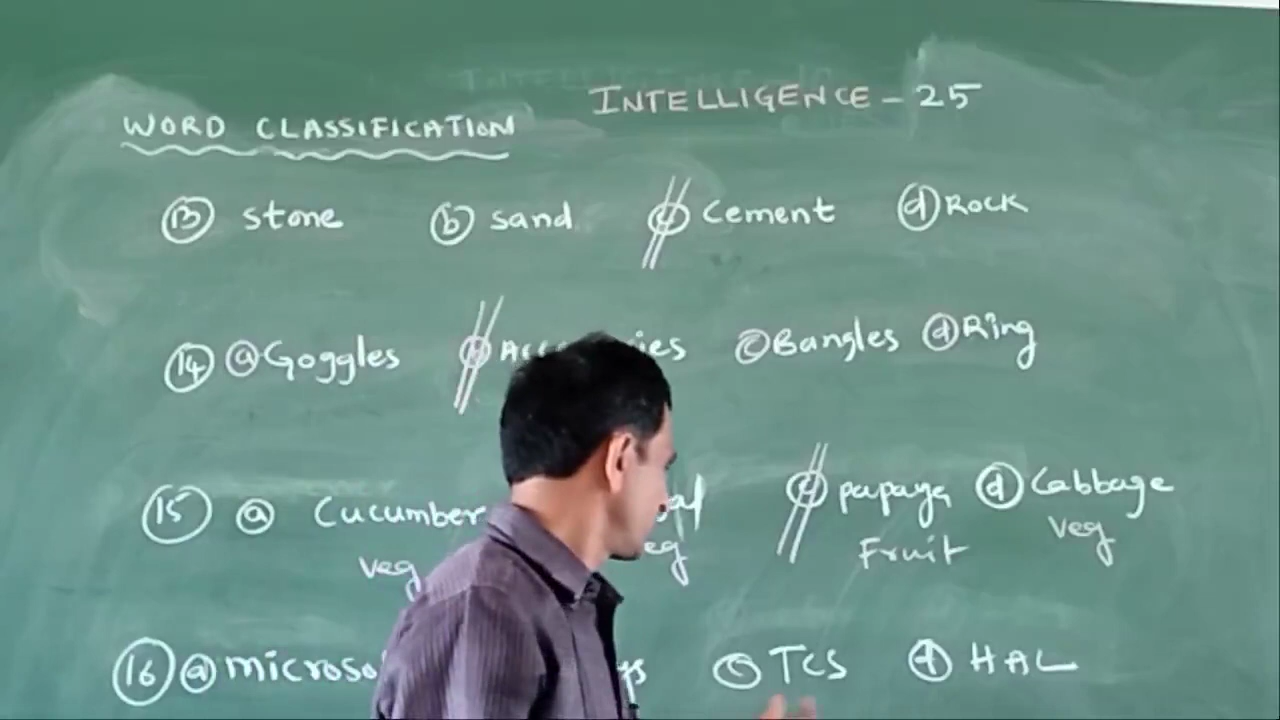 INTELLIGENCE - 25
WORD CLASSIFICATION
13 stone b sand c Cement d ROCK
14 a Goggles b c Bangles d Ring
15 a Cucumber c papaya d Cabbage
veg Fruit veg
16 a c TCS d HAL